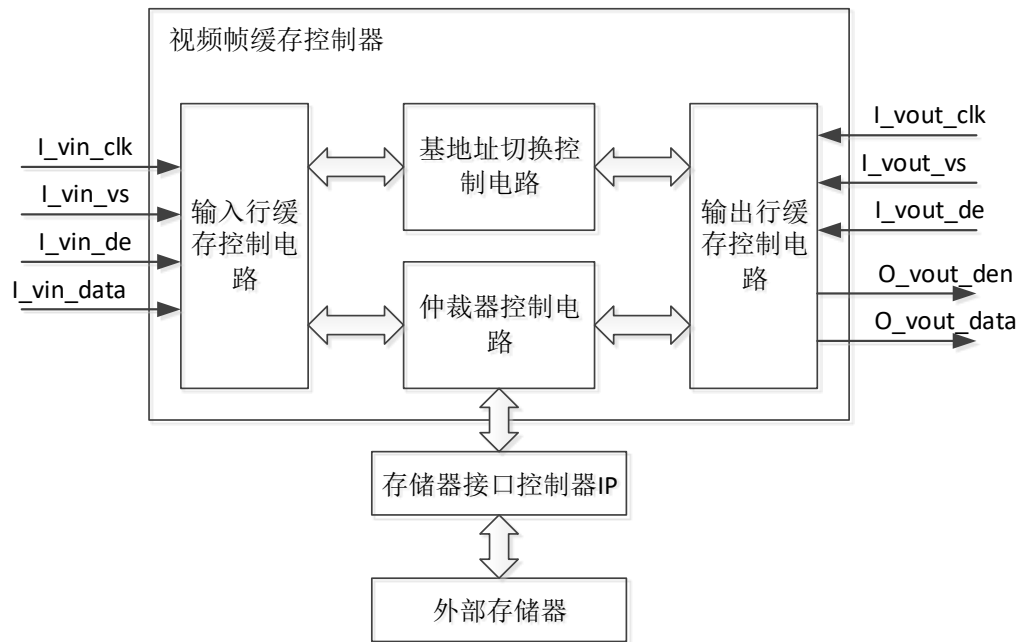 视频帧缓存控制器
I_vin_clk
I_vin_vs
I_vin_de
I_vin_data
输入行缓
存控制电
路
基地址切换控
制电路
仲裁器控制电
路
输出行缓
存控制电
路
I_vout_clk
I_vout_vs
I_vout_de
O_vout_den
O_vout_data
存储器接口控制器IP
外部存储器